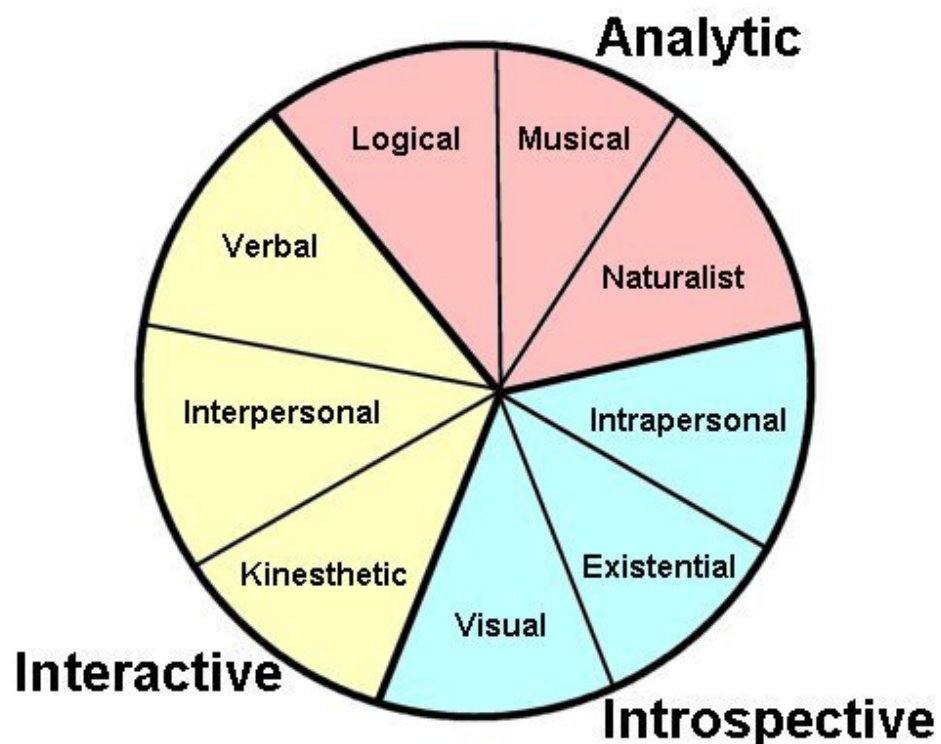 Analytic
Logical
Musical
Naturalist
Verbal
Interpersonal
Kinesthetic
Intrapersonal
Existential
Visual
Interactive
Introspective